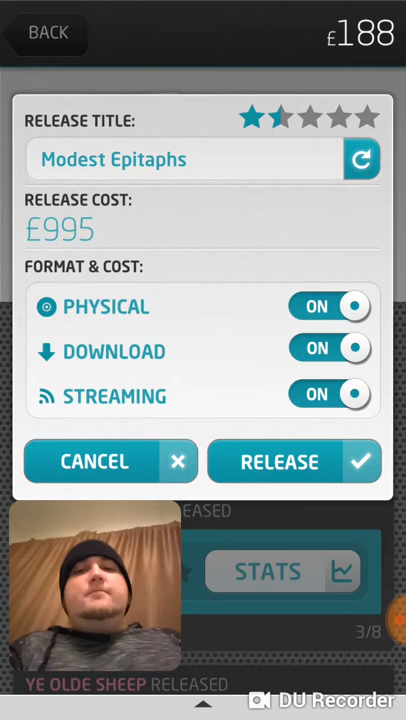 BACK
£188
RELEASE TITLE:
Modest Epitaphs
RELEASE COST:
£995
FORMAT & COST:
PHYSICAL ON
DOWNLOAD ON
STREAMING ON
CANCEL RELEASE
EASED
STATS
3/8
YE OLDE SHEEP RELEASED
DU Recorder